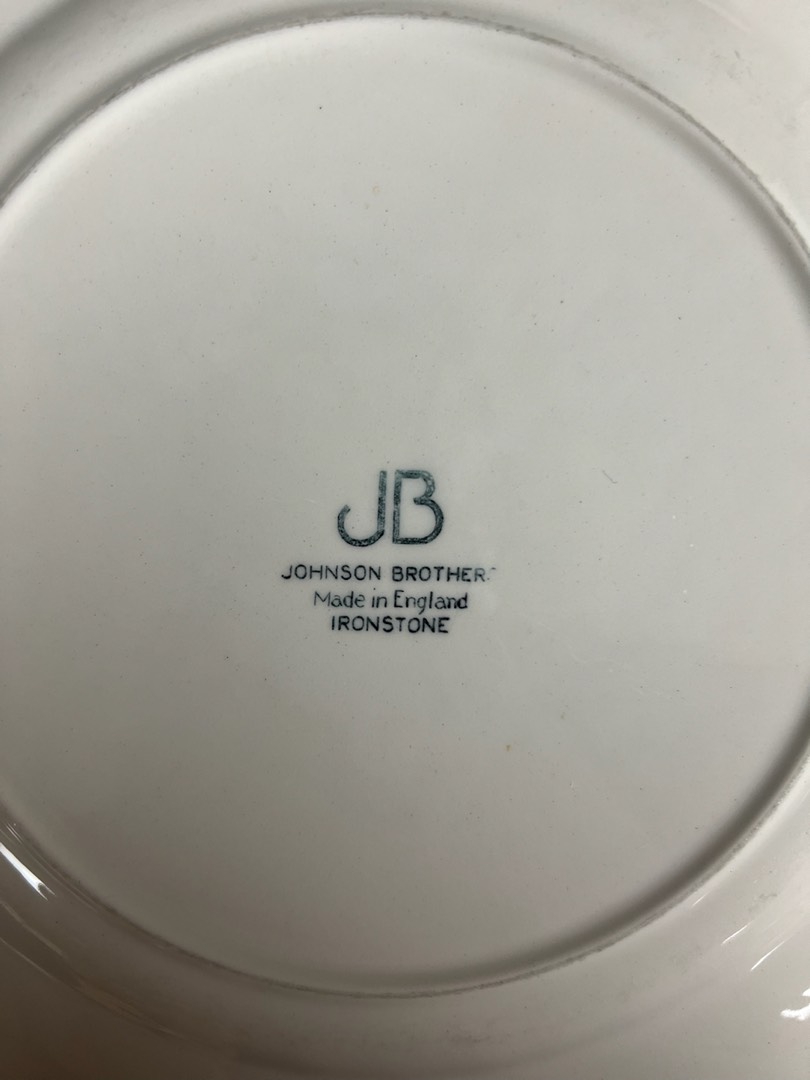 JB
JOHNSON BROTHER
Made in England
IRONSTONE